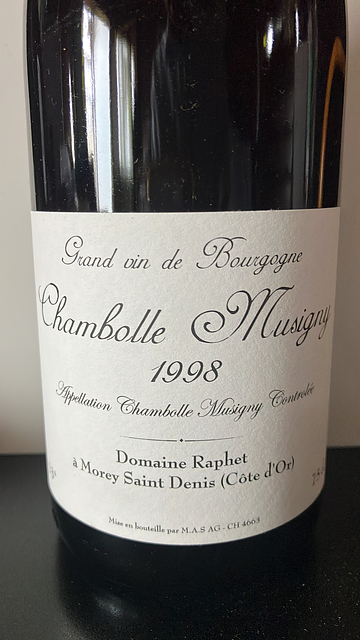 Grand vin de Bourgogne
Chambolle Musigny
1998
Appellation Chambolle Musigny Controlée
Domaine Raphet
à Morey Saint Denis (Côte d'Or)
Mise en bouteille par M.A.S AG - CH 4663